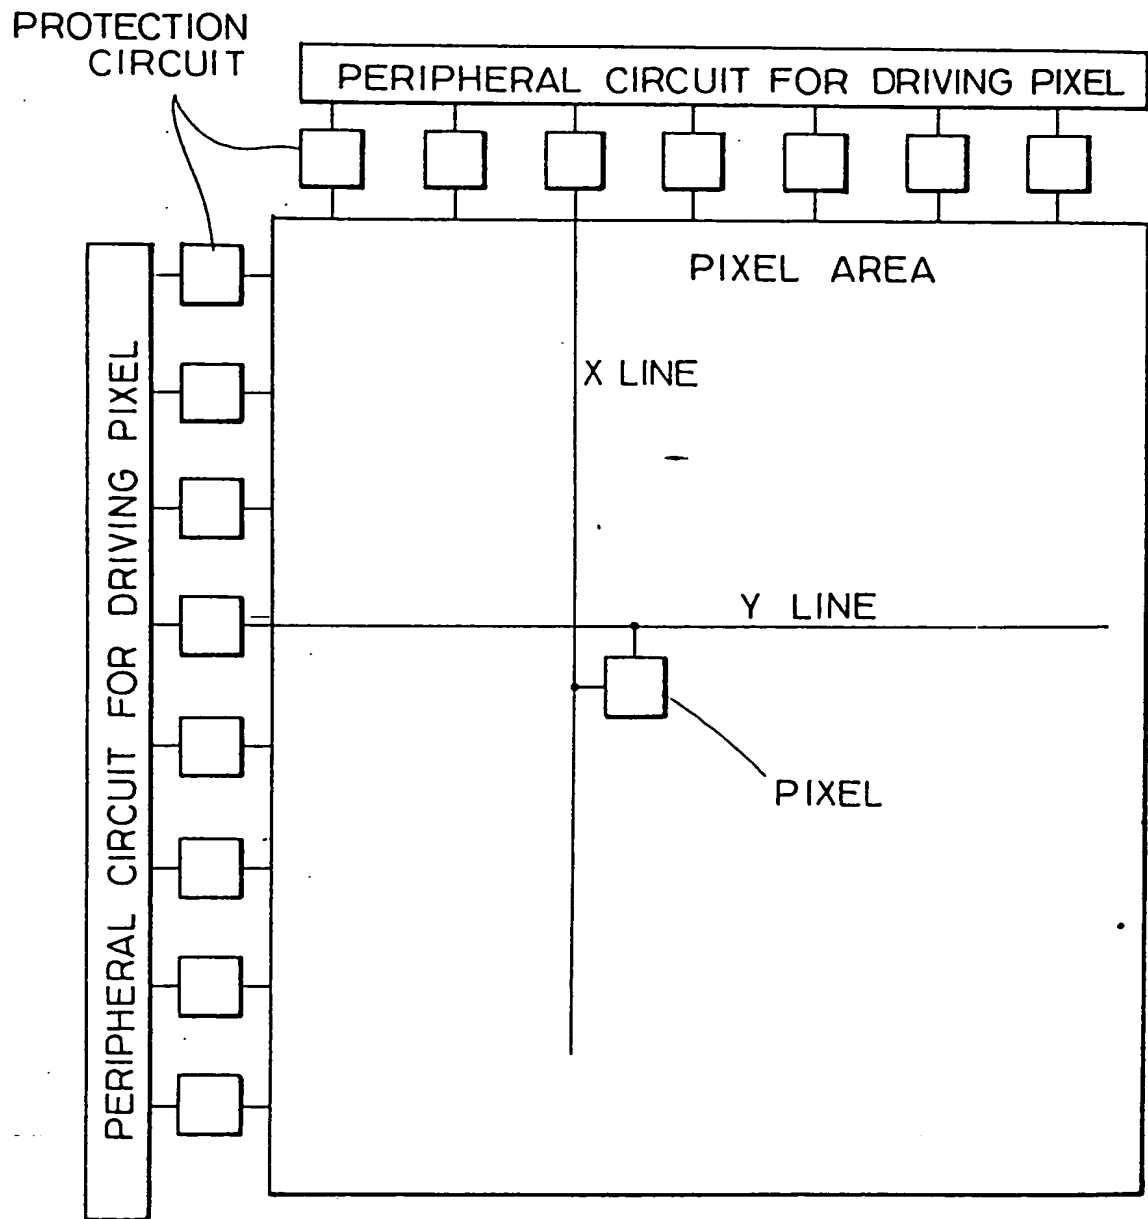 PROTECTION
CIRCUIT
PERIPHERAL CIRCUIT FOR DRIVING PIXEL
PIXEL AREA
X LINE
PERIPHERAL CIRCUIT FOR DRIVING PIXEL
Y LINE
PIXEL